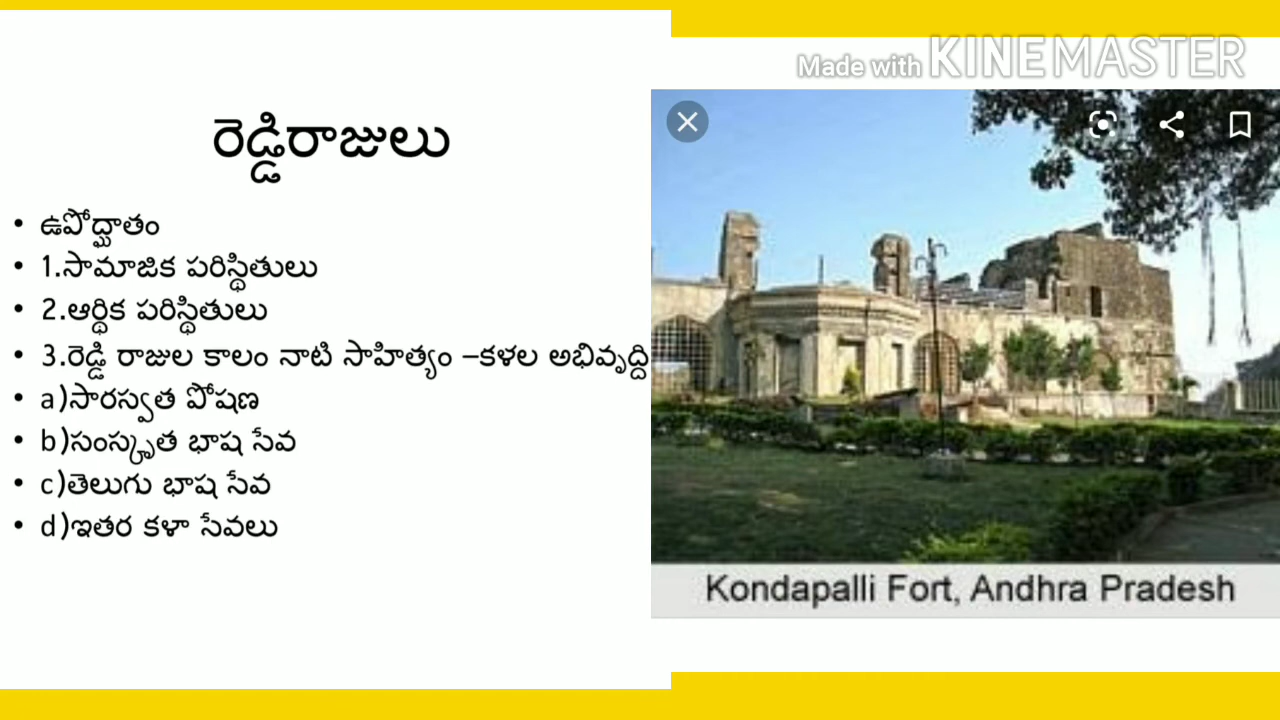 Made with KINEMASTER
రెడ్డిరాజులు
• ఉపోద్ఘాతం
• 1.సామాజిక పరిస్థితులు
• 2.ఆర్థిక పరిస్థితులు
• 3.రెడ్డి రాజుల కాలం నాటి సాహిత్యం –కళల అభివృద్ది
• a)సారస్వత పోషణ
• b)సంస్కృత భాష సేవ
• c)తెలుగు భాష సేవ
• d)ఇతర కళా సేవలు
Kondapalli Fort, Andhra Pradesh